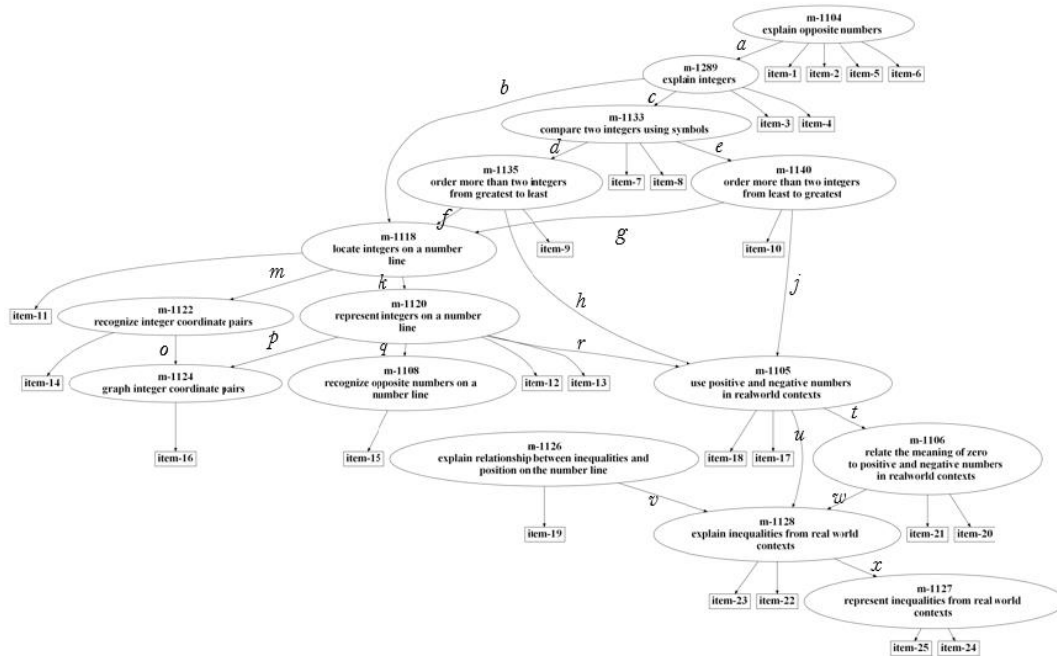 m-1104
explain opposite numbers
a
m-1289
explain integers
item-1
item-2
item-5
item-6
b
c
m-1133
compare two integers using symbols
item-3
item-4
d
e
m-1135
order more than two integers
from greatest to least
item-7
item-8
m-1140
order more than two integers
from least to greatest
f
g
m-1118
locate integers on a number
line
item-9
item-10
m
k
h
j
item-11
m-1122
recognize integer coordinate pairs
m-1120
represent integers on a number
line
o
p
q
r
item-14
m-1124
graph integer coordinate pairs
m-1108
recognize opposite numbers on a
number line
item-12
item-13
m-1105
use positive and negative numbers
in realworld contexts
t
u
item-16
item-15
m-1126
explain relationship between inequalities and
position on the number line
item-18
item-17
m-1106
relate the meaning of zero
to positive and negative numbers
in realworld contexts
v
w
item-19
m-1128
explain inequalities from real world
contexts
item-21
item-20
x
item-23
item-22
m-1127
represent inequalities from real world
contexts
item-25
item-24